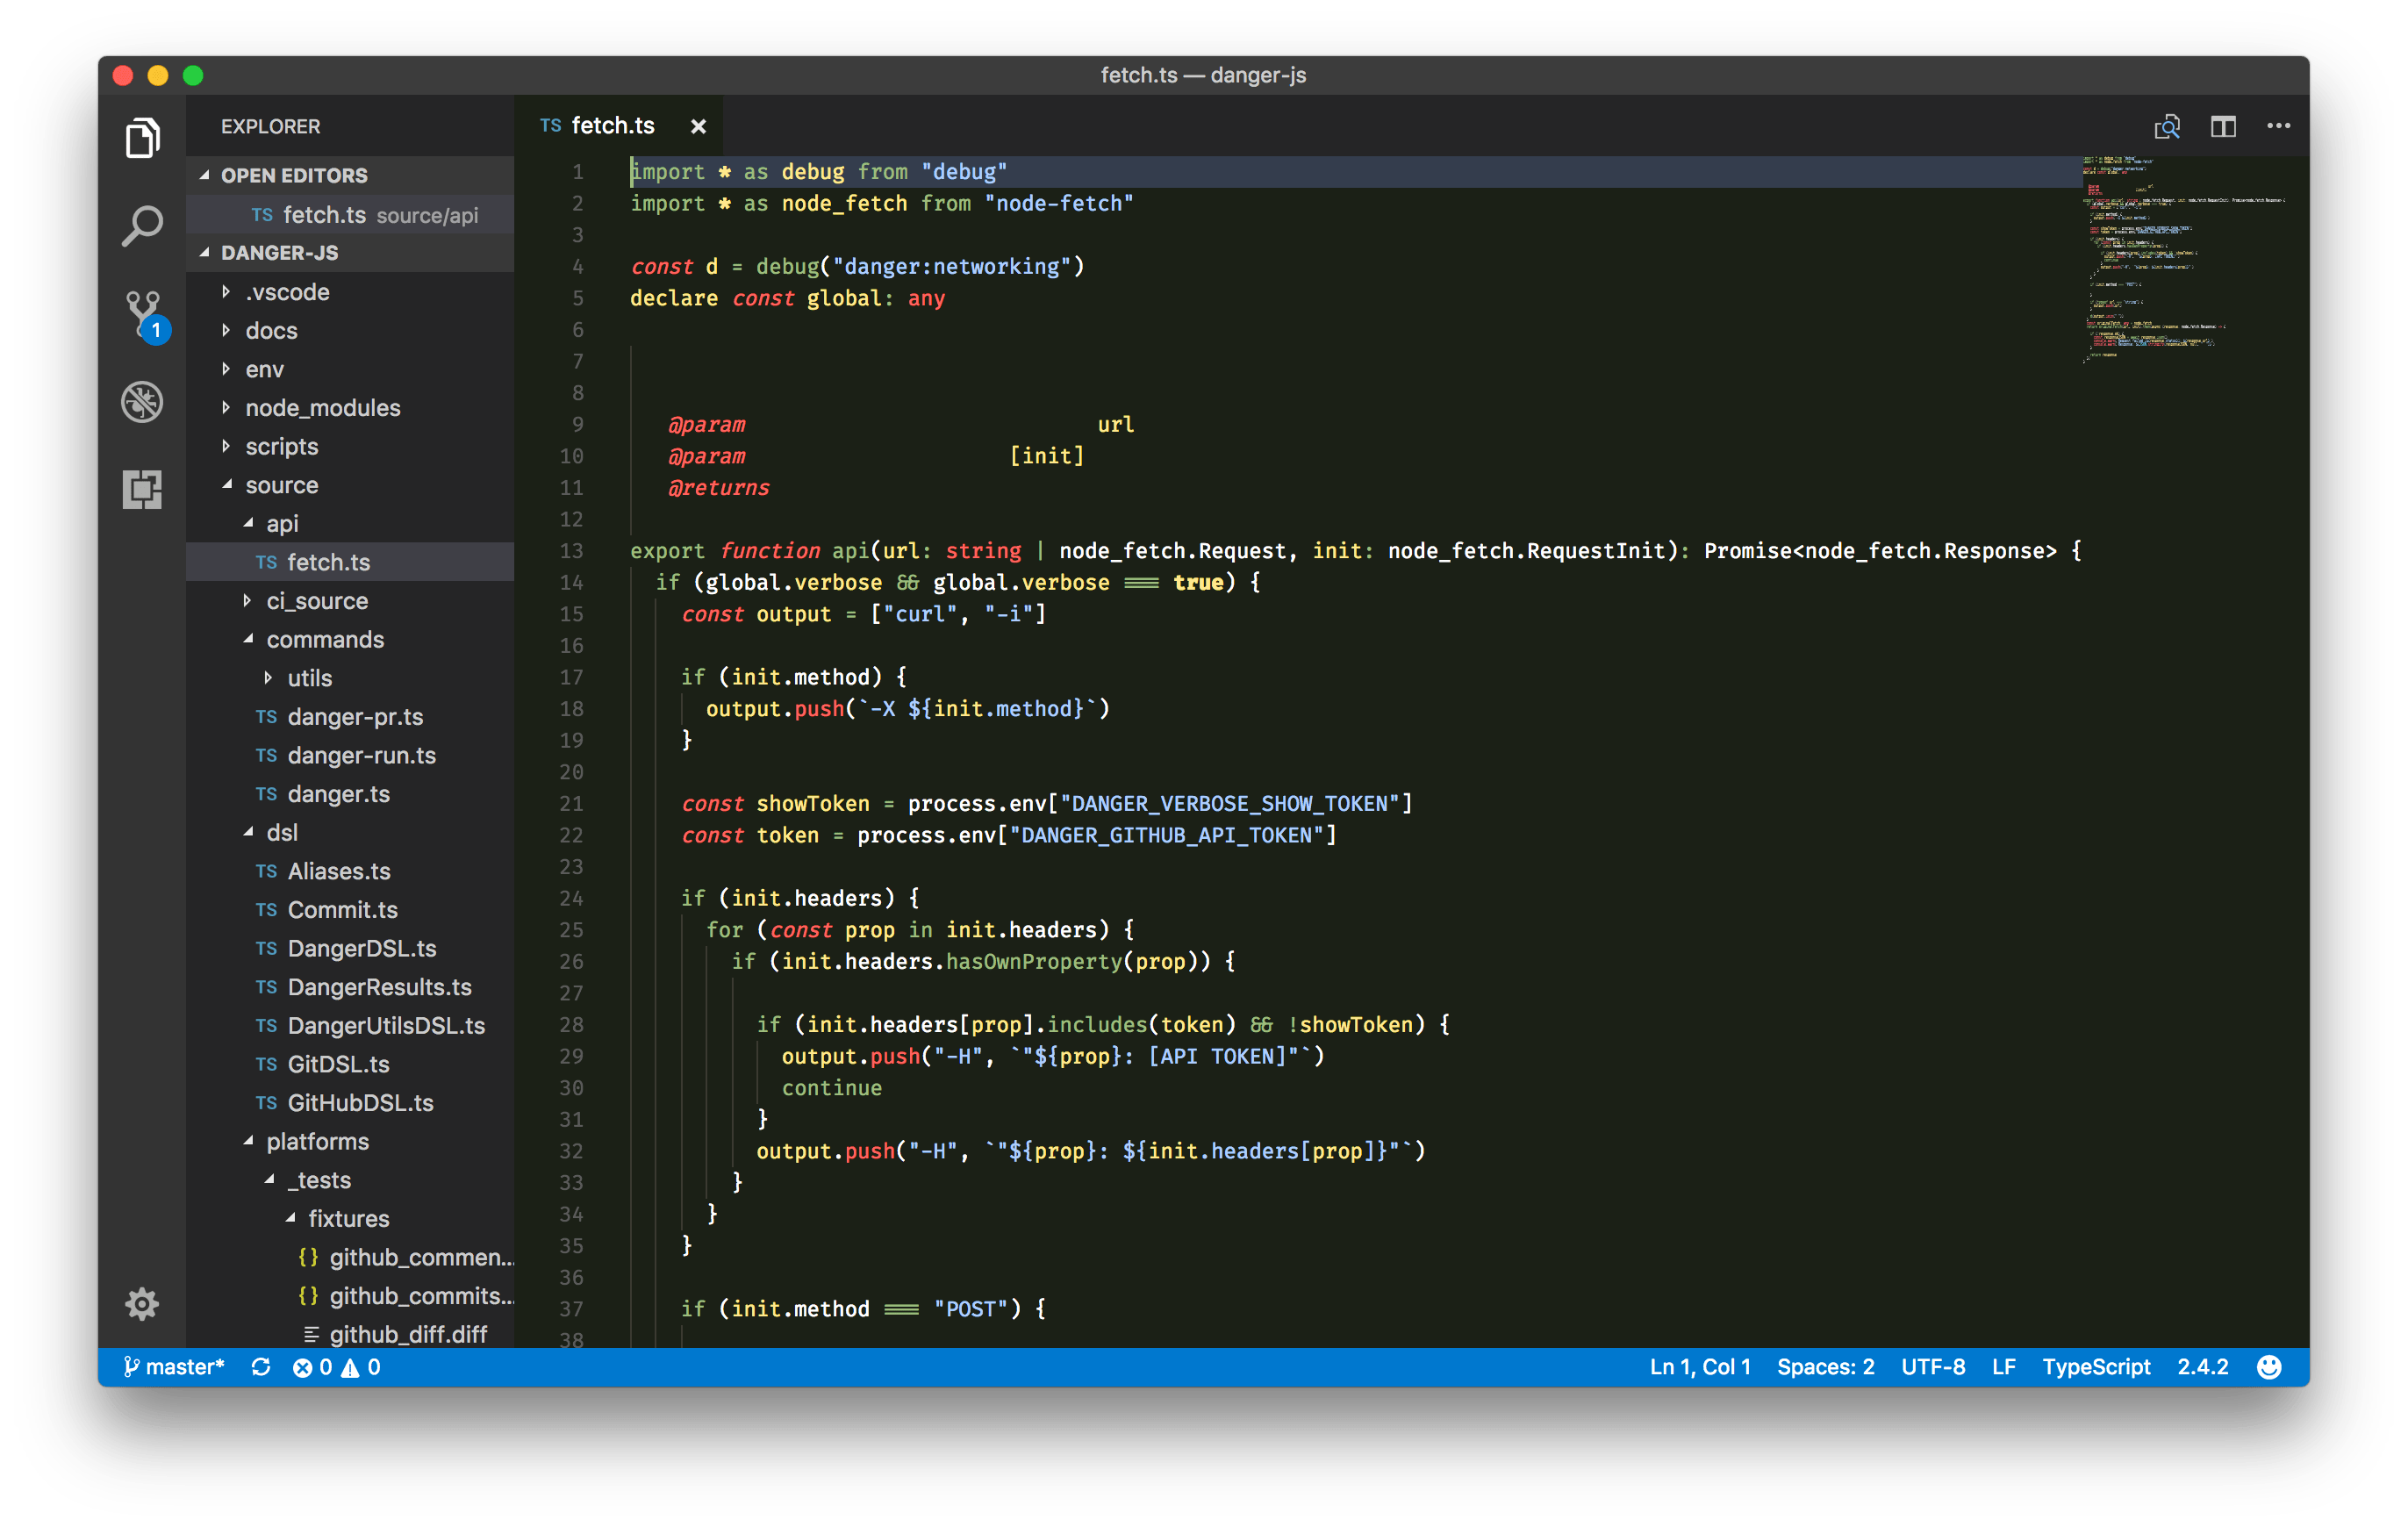 fetch.ts — danger-js
EXPLORER
OPEN EDITORS
TS fetch.ts source/api
DANGER-JS
.vscode
docs
env
node_modules
scripts
source
api
TS fetch.ts
ci_source
commands
utils
TS danger-pr.ts
TS danger-run.ts
TS danger.ts
dsl
TS Aliases.ts
TS Commit.ts
TS DangerDSL.ts
TS DangerResults.ts
TS DangerUtilsDSL.ts
TS GitDSL.ts
TS GitHubDSL.ts
platforms
_tests
fixtures
{} github_commen...
{} github_commits...
github_diff.diff
1
TS fetch.ts ×
1 import * as debug from "debug"
2 import * as node_fetch from "node-fetch"
3
4 const d = debug("danger:networking")
5 declare const global: any
6
7
8
9 @param url
10 @param [init]
11 @returns
12
13 export function api(url: string | node_fetch.Request, init: node_fetch.RequestInit): Promise<node_fetch.Response> {
14 if (global.verbose && global.verbose === true) {
15 const output = ["curl", "-i"]
16
17 if (init.method) {
18 output.push(`-X ${init.method}`)
19 }
20
21 const showToken = process.env["DANGER_VERBOSE_SHOW_TOKEN"]
22 const token = process.env["DANGER_GITHUB_API_TOKEN"]
23
24 if (init.headers) {
25 for (const prop in init.headers) {
26 if (init.headers.hasOwnProperty(prop)) {
27
28 if (init.headers[prop].includes(token) && !showToken) {
29 output.push("-H", `"${prop}: [API TOKEN]"`)
30 continue
31 }
32 output.push("-H", `"${prop}: ${init.headers[prop]}"`)
33 }
34 }
35 }
36
37 if (init.method === "POST") {
38
master* 0 0 Ln 1, Col 1 Spaces: 2 UTF-8 LF TypeScript 2.4.2